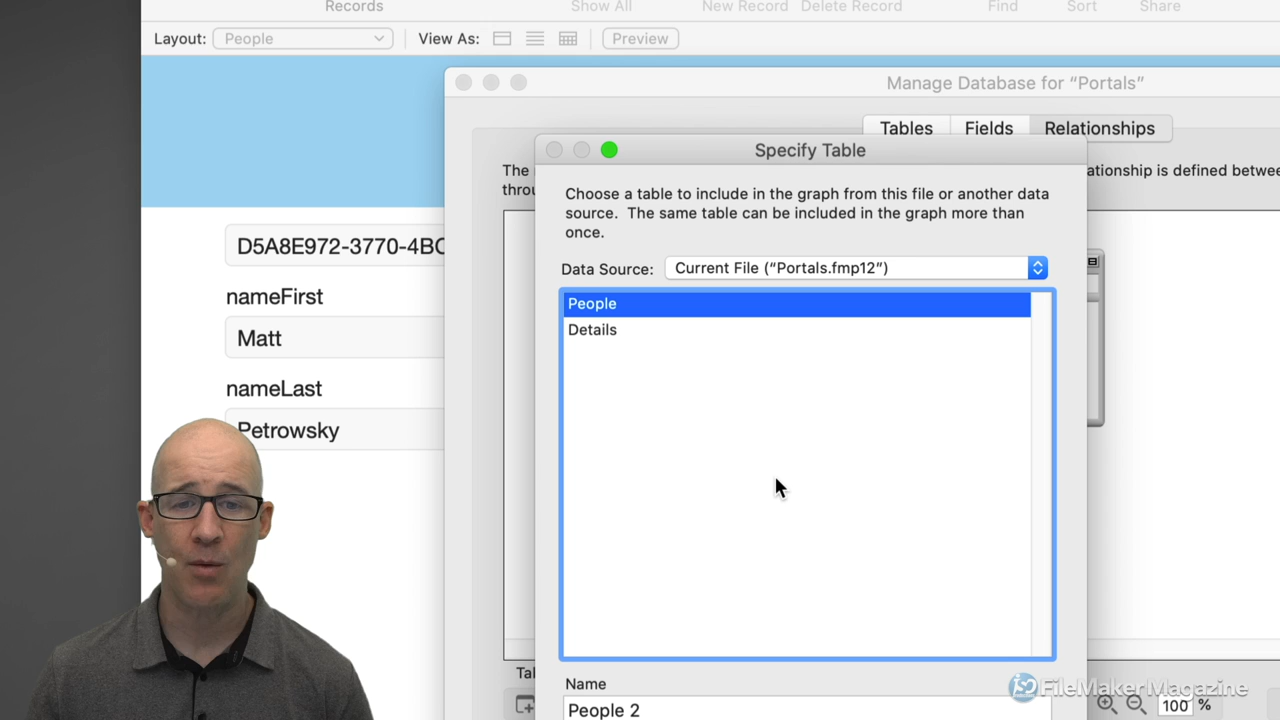 Records
Show All
New Record
Delete Record
Find
Sort
Share
Layout:
People
View As:
Preview
Manage Database for “Portals”
Tables
Fields
Relationships
The
ationship is defined betwee
Specify Table
Choose a table to include in the graph from this file or another data
source. The same table can be included in the graph more than
once.
Data Source:
Current File (“Portals.fmp12”)
People
Details
D5A8E972-3770-4BC
nameFirst
Matt
nameLast
Petrowsky
Name
People 2
100
%
FileMaker Magazine